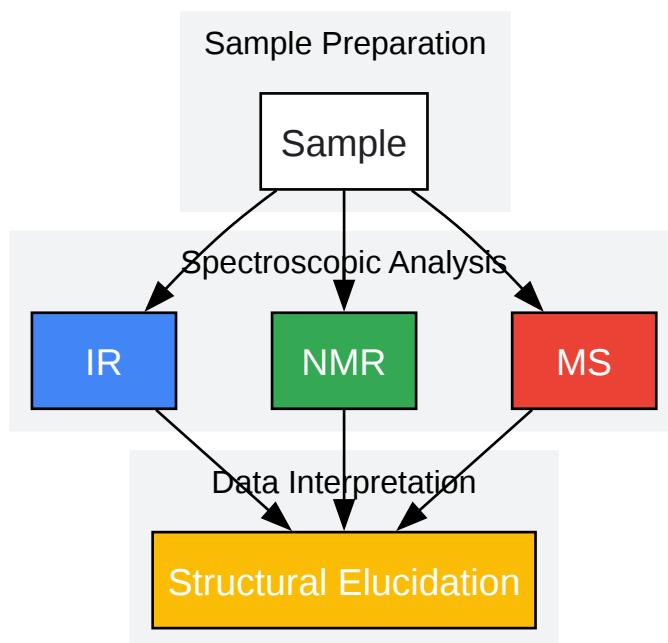 Sample Preparation
Sample
Spectroscopic Analysis
IR
NMR
MS
Data Interpretation
Structural Elucidation